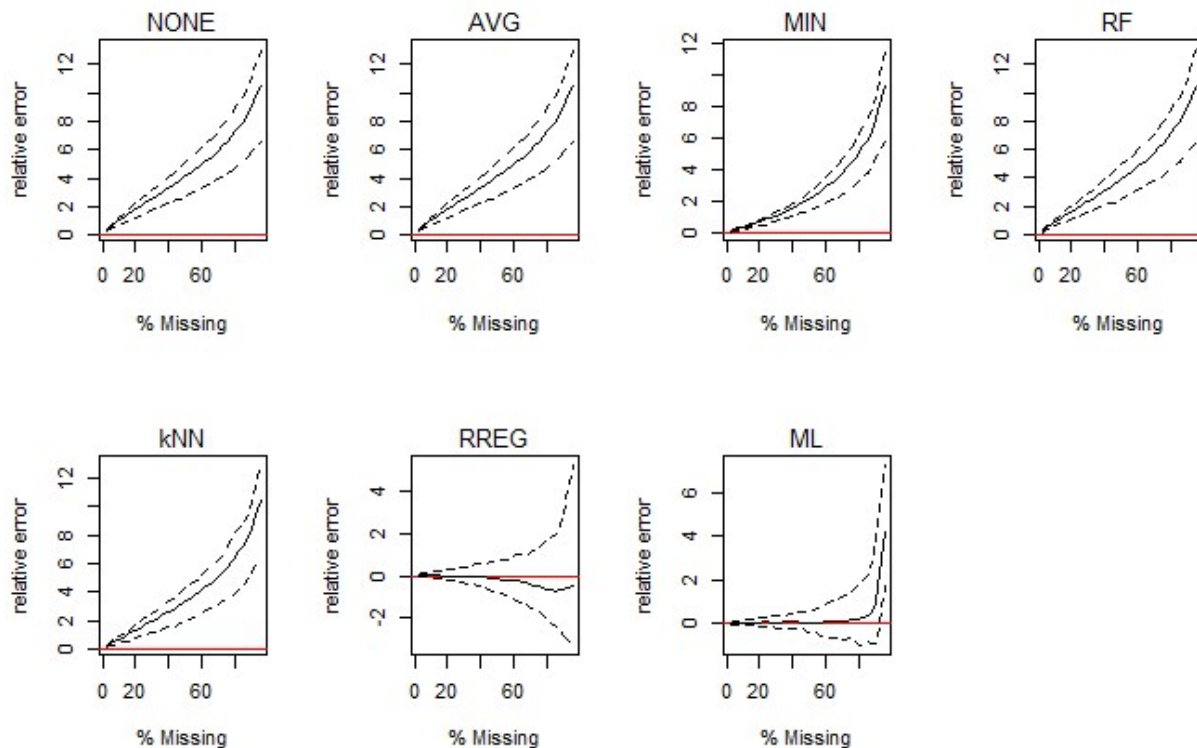 NONE
relative error
0 2 4 6 8 12
0 20 60
% Missing
AVG
relative error
0 2 4 6 8 12
0 20 60
% Missing
MIN
relative error
0 2 4 6 8 12
0 20 60
% Missing
RF
relative error
0 2 4 6 8 12
0 20 60
% Missing
kNN
relative error
0 2 4 6 8 12
0 20 60
% Missing
RREG
relative error
-2 0 2 4
0 20 60
% Missing
ML
relative error
0 2 4 6
0 20 60
% Missing